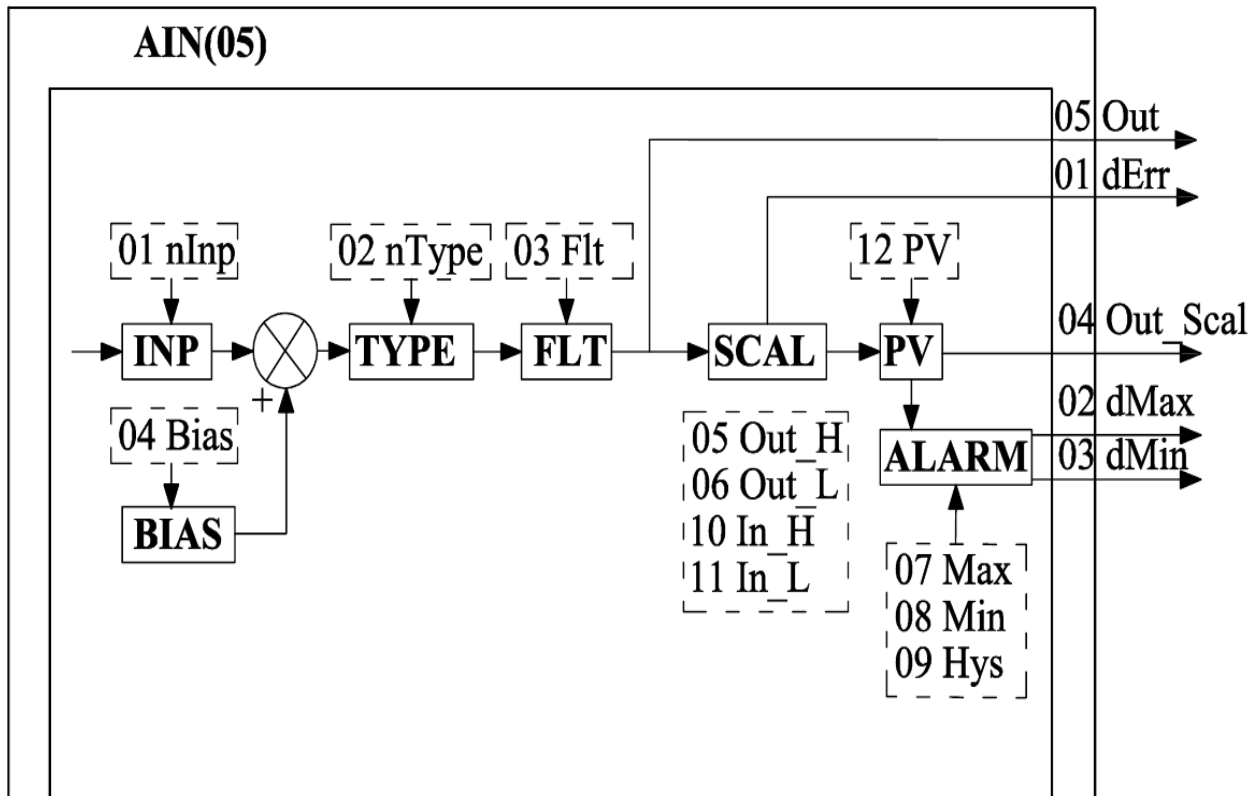 AIN(05)
05 Out
01 dErr
01 nInp
02 nType
03 Flt
12 PV
04 Out_Scal
INP
TYPE
FLT
SCAL
PV
+
02 dMax
04 Bias
05 Out_H
ALARM
03 dMin
06 Out_L
BIAS
10 In_H
11 In_L
07 Max
08 Min
09 Hys